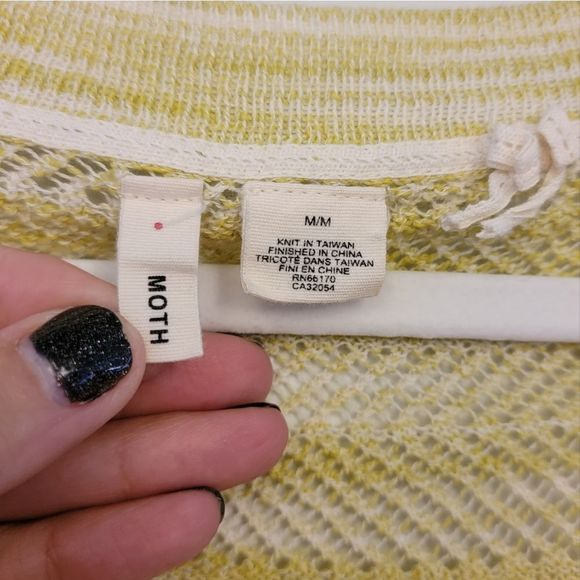 MOTH
M/M
KNIT IN TAIWAN
FINISHED IN CHINA
TRICOTÉ DANS TAIWAN
FINI EN CHINE
RN66170
CA32054